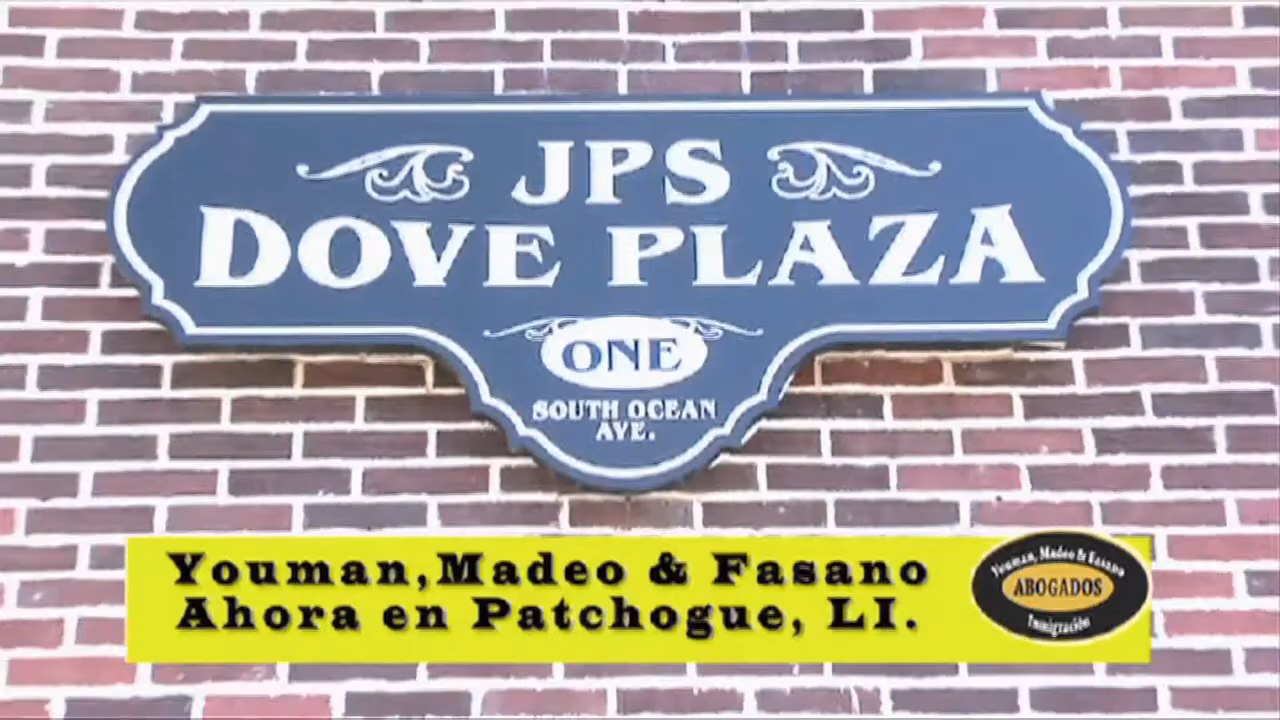 JPS
DOVE PLAZA
ONE
SOUTH OCEAN
AVE.
Youman,Madeo & Fasano
Ahora en Patchogue, LI.
Youman, Madeo & Fasano
ABOGADOS
Inmigración